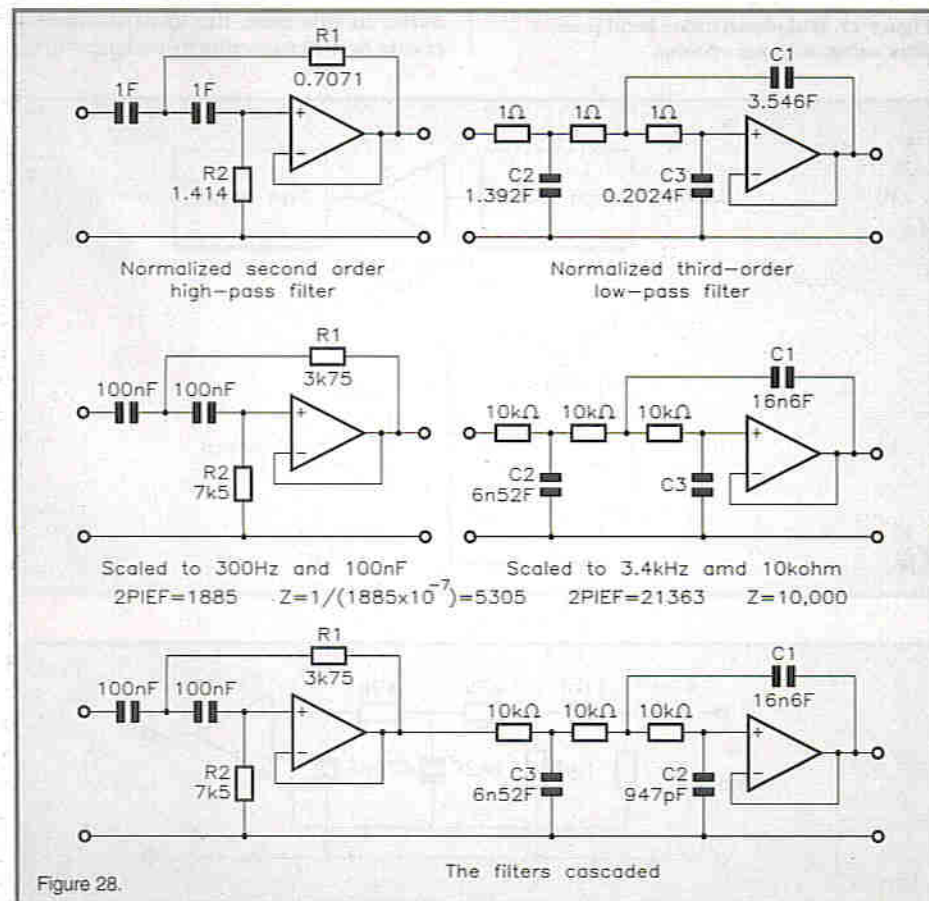 R1
0.7071
1F
1F
R2
1.414
+
−
Normalized second order
high-pass filter
C1
3.546F
1Ω
1Ω
1Ω
C2
1.392F
C3
0.2024F
+
−
Normalized third-order
low-pass filter
R1
3k75
100nF
100nF
R2
7k5
+
−
Scaled to 300Hz and 100nF
2PIEF=1885 Z=1/(1885x10⁻⁷)=5305
C1
16n6F
10kΩ
10kΩ
10kΩ
C2
6n52F
C3
+
−
Scaled to 3.4kHz amd 10kohm
2PIEF=21363 Z=10,000
R1
3k75
100nF
100nF
R2
7k5
+
−
C1
16n6F
10kΩ
10kΩ
10kΩ
C3
6n52F
C2
947pF
+
−
The filters cascaded
Figure 28.